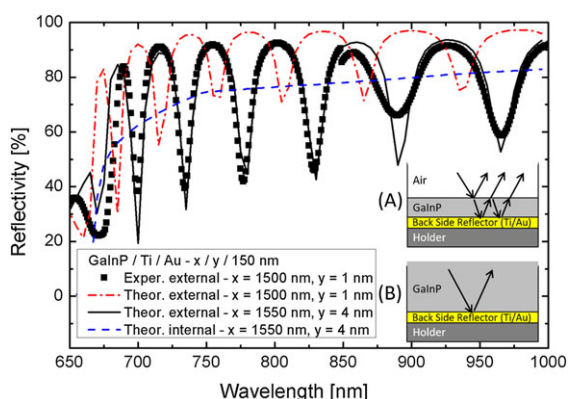 100
80
60
40
20
0
Reflectivity [%]
650 700 750 800 850 900 950 1000
Wavelength [nm]
GaInP / Ti / Au - x / y / 150 nm
Exper. external - x = 1500 nm, y = 1 nm
Theor. external - x = 1500 nm, y = 1 nm
Theor. external - x = 1550 nm, y = 4 nm
Theor. internal - x = 1550 nm, y = 4 nm
(A)
Air
GaInP
Back Side Reflector (Ti/Au)
Holder
(B)
GaInP
Back Side Reflector (Ti/Au)
Holder